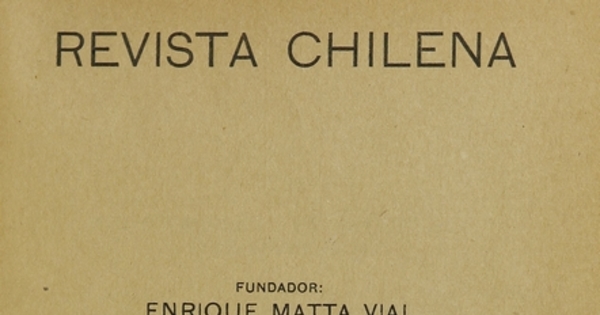 REVISTA CHILENA
FUNDADOR:
ENRIQUE MATTA VIAL